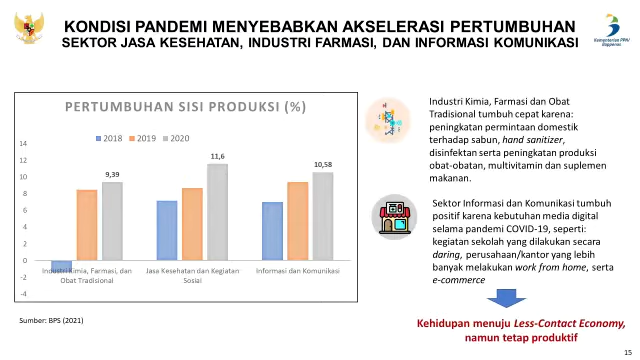 KONDISI PANDEMI MENYEBABKAN AKSELERASI PERTUMBUHAN
SEKTOR JASA KESEHATAN, INDUSTRI FARMASI, DAN INFORMASI KOMUNIKASI
Kementerian PPN/
Bappenas
PERTUMBUHAN SISI PRODUKSI (%)
2018 2019 2020
14
12
10
8
6
4
2
0
-2
-4
9,39
11,6
10,58
Industri Kimia, Farmasi, dan
Obat Tradisional
Jasa Kesehatan dan Kegiatan
Sosial
Informasi dan Komunikasi
Sumber: BPS (2021)
Industri Kimia, Farmasi dan Obat
Tradisional tumbuh cepat karena:
peningkatan permintaan domestik
terhadap sabun, hand sanitizer,
disinfektan serta peningkatan produksi
obat-obatan, multivitamin dan suplemen
makanan.
Sektor Informasi dan Komunikasi tumbuh
positif karena kebutuhan media digital
selama pandemi COVID-19, seperti:
kegiatan sekolah yang dilakukan secara
daring, perusahaan/kantor yang lebih
banyak melakukan work from home, serta
e-commerce
Kehidupan menuju Less-Contact Economy,
namun tetap produktif
15